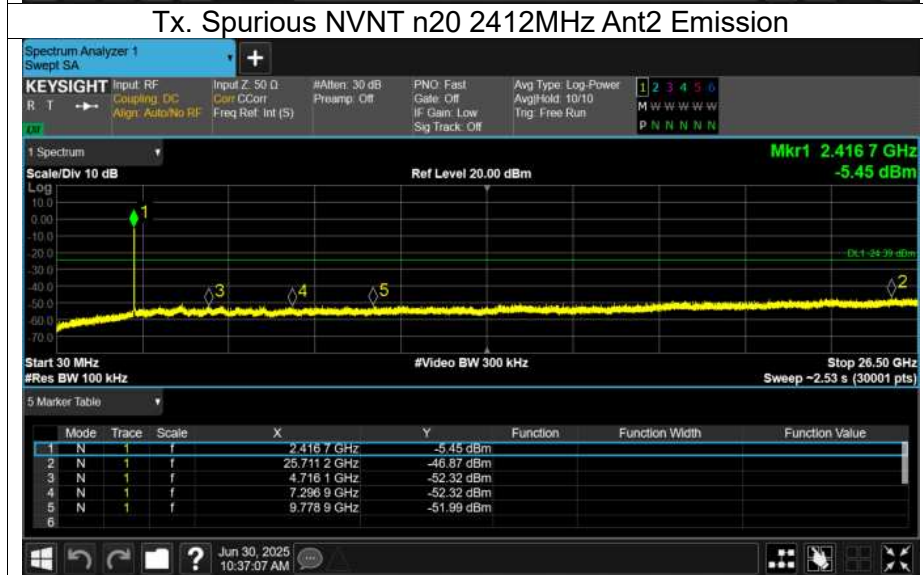 Tx. Spurious NVNT n20 2412MHz Ant2 Emission
Spectrum Analyzer 1
Swept SA
+
KEYSIGHT
R T
LXI
Input: RF
Coupling: DC
Align: Auto/No RF
Input Z: 50 Ω
Corr CCorr
Freq Ref: Int (S)
#Atten: 30 dB
Preamp: Off
PNO: Fast
Gate: Off
IF Gain: Low
Sig Track: Off
Avg Type: Log-Power
Avg|Hold: 10/10
Trig: Free Run
1 2 3 4 5 6
M W W W W W
P N N N N N
1 Spectrum
Mkr1 2.416 7 GHz
-5.45 dBm
Scale/Div 10 dB
Ref Level 20.00 dBm
Log
10.0
0.00
-10.0
-20.0
-30.0
-40.0
-50.0
-60.0
-70.0
DL1 -24.39 dBm
1
2
3
4
5
Start 30 MHz
#Video BW 300 kHz
Stop 26.50 GHz
#Res BW 100 kHz
Sweep ~2.53 s (30001 pts)
5 Marker Table
Mode Trace Scale X Y Function Function Width Function Value
1 N 1 f 2.416 7 GHz -5.45 dBm
2 N 1 f 25.711 2 GHz -46.87 dBm
3 N 1 f 4.716 1 GHz -52.32 dBm
4 N 1 f 7.296 9 GHz -52.32 dBm
5 N 1 f 9.778 9 GHz -51.99 dBm
6
?
Jun 30, 2025
10:37:07 AM